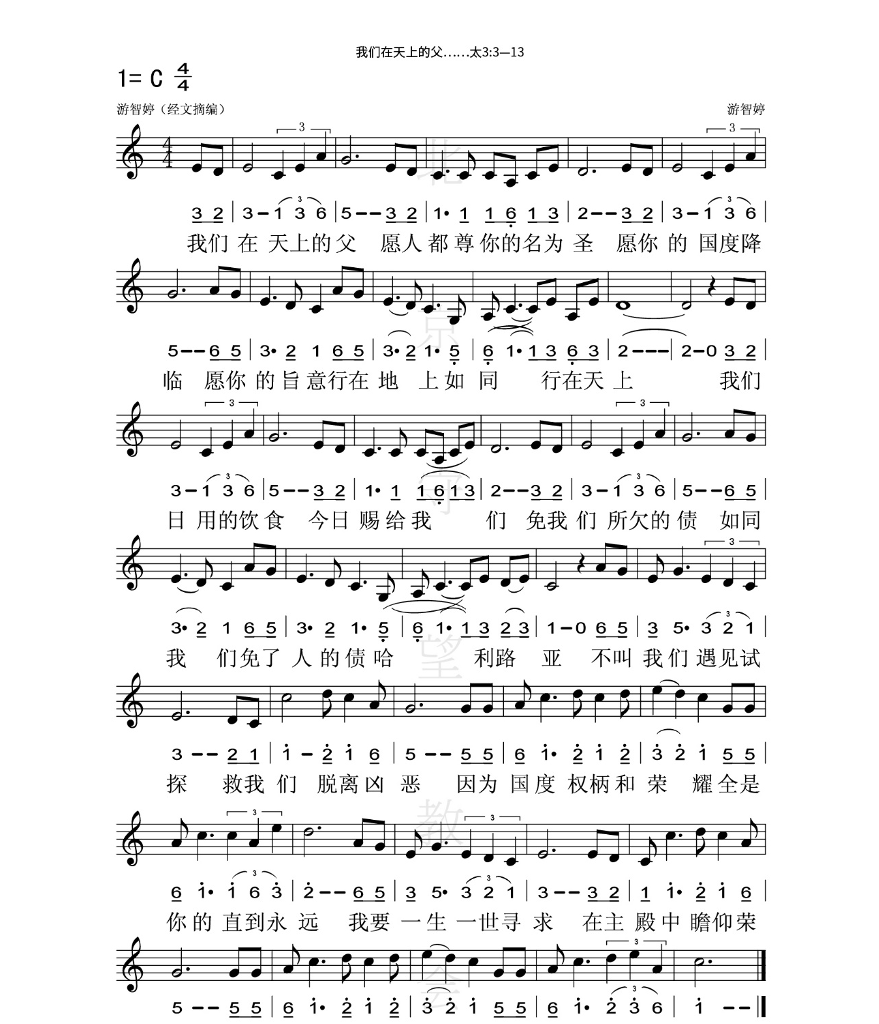 我们在天上的父……太3:3—13
1= C 4/4
游智婷（经文摘编） 游智婷
3 2 | 3 – 1 3 6 | 5 – – 3 2 | 1· 1 1 6 1 3 | 2 – – 3 2 | 3 – 1 3 6 |
我们 在 天上的父 愿人都尊你的名为 圣 愿你 的 国度降
5 – – 6 5 | 3· 2 1 6 5 | 3· 2 1· 5 | 6 1· 1 3 6 3 | 2 – – – | 2 – 0 3 2 |
临 愿你 的 旨意行在 地 上如 同 行在天 上 我们
3 – 1 3 6 | 5 – – 3 2 | 1· 1 1 6 1 3 | 2 – – 3 2 | 3 – 1 3 6 | 5 – – 6 5 |
日 用的饮 食 今日 赐给我 们 免我 们 所欠的 债 如同
3· 2 1 6 5 | 3· 2 1· 5 | 6 1· 1 3 2 3 | 1 – 0 6 5 | 3 5· 3 2 1 |
我 们免了 人 的债哈 利路 亚 不叫 我们 遇见试
3 – – 2 1 | 1 – 2 1 6 | 5 – – 5 5 | 6 1· 2 1 2 | 3 2 1 5 5 |
探 救我 们 脱离凶 恶 因为 国度 权柄和 荣 耀全是
6 1· 1 6 3 | 2 – – 6 5 | 3 5· 3 2 1 | 3 – – 3 2 | 1 1· 2 1 6 |
你的 直到永 远 我要 一生 一世寻 求 在主 殿中 瞻仰荣
5 – – 5 5 | 6 1· 2 1 2 | 3 2 1 5 5 | 6 1· 2 3 6 | 1 – – ‖
北京守望教会